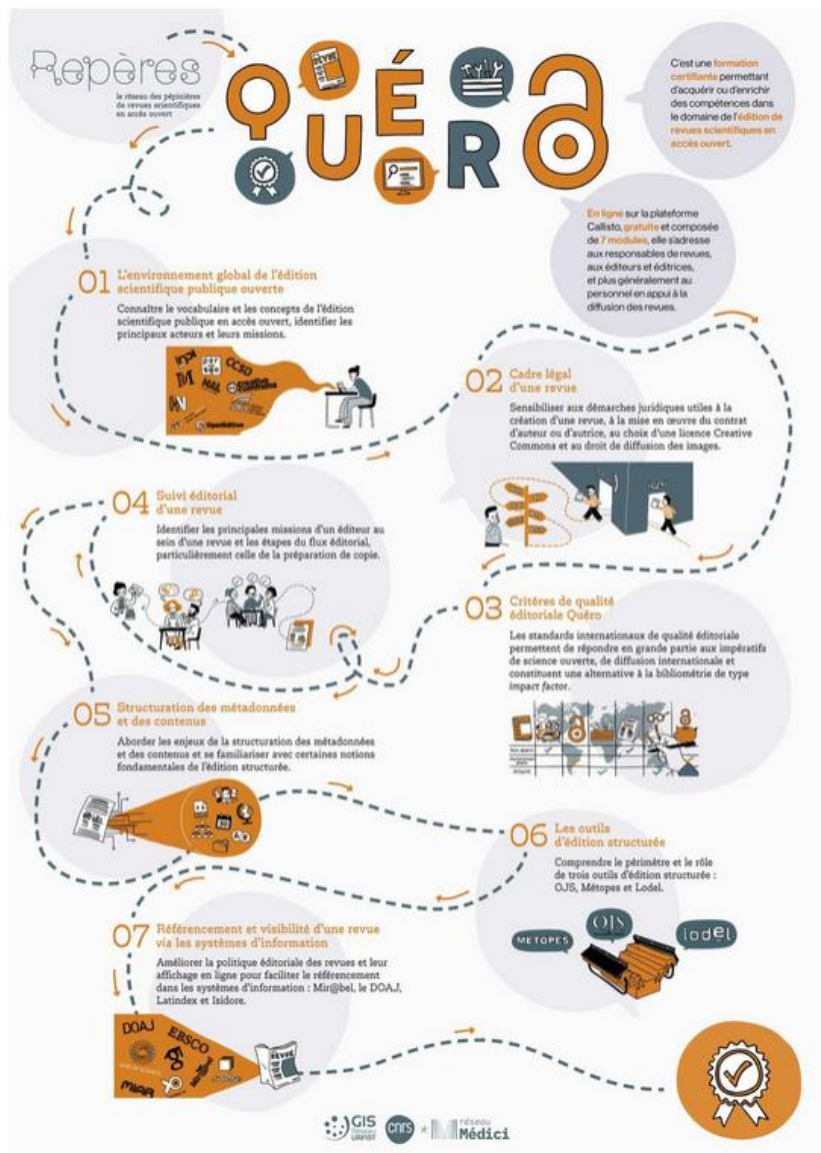 Repères
le réseau des pépinières
de revues scientifiques
en accès ouvert
QUÉRO
C'est une formation
certifiante permettant
d'acquérir ou d'enrichir
des compétences dans
le domaine de l'édition de
revues scientifiques en
accès ouvert.
En ligne sur la plateforme
Callisto, gratuite et composée
de 7 modules, elle s'adresse
aux responsables de revues,
aux éditeurs et éditrices,
et plus généralement au
personnel en appui à la
diffusion des revues.
01 L'environnement global de l'édition
scientifique publique ouverte
Connaître le vocabulaire et les concepts de l'édition
scientifique publique en accès ouvert, identifier les
principaux acteurs et leurs missions.
inpi
CCSD
HAL
creative commons
OpenEdition
02 Cadre légal
d'une revue
Sensibiliser aux démarches juridiques utiles à la
création d'une revue, à la mise en œuvre du contrat
d'auteur ou d'autrice, au choix d'une licence Creative
Commons et au droit de diffusion des images.
04 Suivi éditorial
d'une revue
Identifier les principales missions d'un éditeur au
sein d'une revue et les étapes du flux éditorial,
particulièrement celle de la préparation de copie.
03 Critères de qualité
éditoriale Quéro
Les standards internationaux de qualité éditoriale
permettent de répondre en grande partie aux impératifs
de science ouverte, de diffusion internationale et
constituent une alternative à la bibliométrie de type
impact factor.
05 Structuration des métadonnées
et des contenus
Aborder les enjeux de la structuration des métadonnées
et des contenus et se familiariser avec certaines notions
fondamentales de l'édition structurée.
06 Les outils
d'édition structurée
Comprendre le périmètre et le rôle
de trois outils d'édition structurée :
OJS, Métopes et Lodel.
METOPES
OJS
lodel
07 Référencement et visibilité d'une revue
via les systèmes d'information
Améliorer la politique éditoriale des revues et leur
affichage en ligne pour faciliter le référencement
dans les systèmes d'information : Mir@bel, le DOAJ,
Latindex et Isidore.
DOAJ
EBSCO
MIAR
REVUE
GIS
Réseau
URFIST
cnrs
réseau
Médici